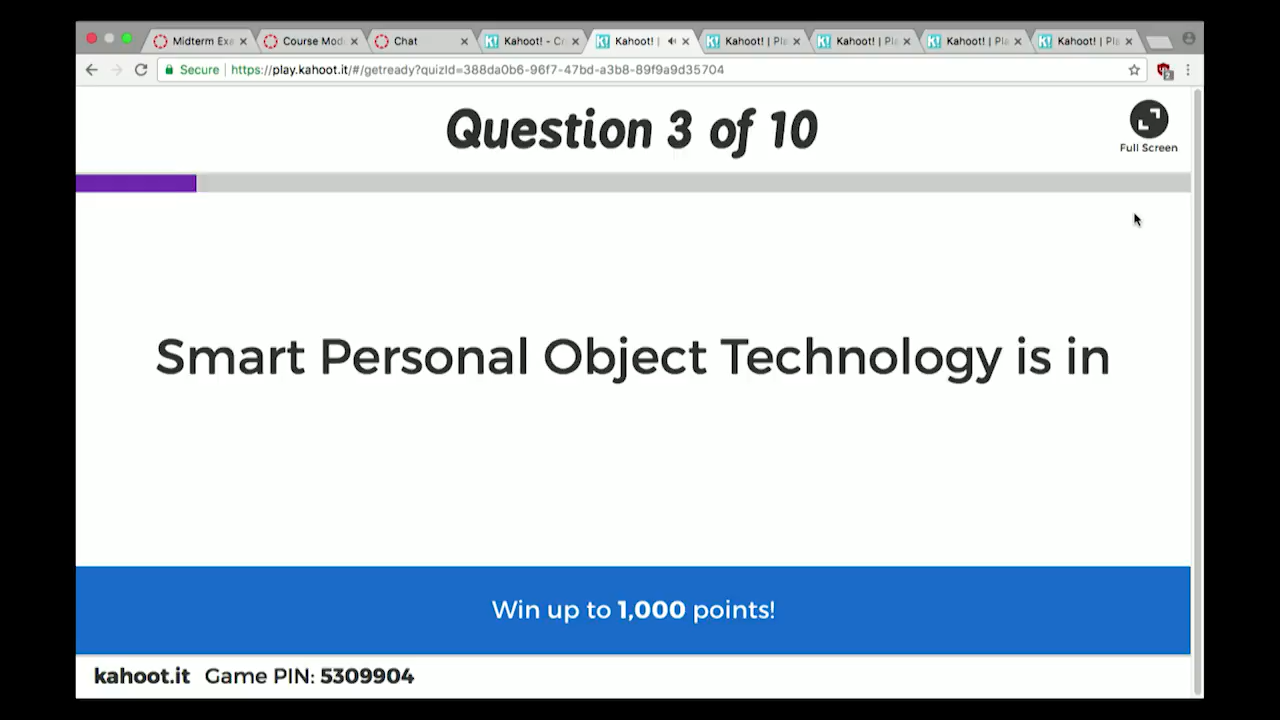 Midterm Exa
Course Mod
Chat
Kahoot! - Cr
Kahoot! |
Kahoot! | Pla
Kahoot! | Pla
Kahoot! | Pla
Kahoot! | Pla
Secure https://play.kahoot.it/#/getready?quizId=388da0b6-96f7-47bd-a3b8-89f9a9d35704
Question 3 of 10
Full Screen
Smart Personal Object Technology is in
Win up to 1,000 points!
kahoot.it Game PIN: 5309904